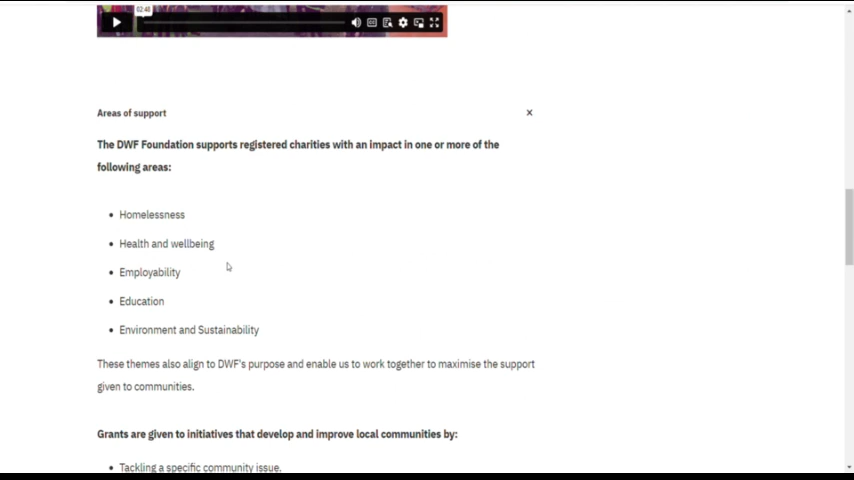 02:48
Areas of support
The DWF Foundation supports registered charities with an impact in one or more of the
following areas:
• Homelessness
• Health and wellbeing
• Employability
• Education
• Environment and Sustainability
These themes also align to DWF's purpose and enable us to work together to maximise the support
given to communities.
Grants are given to initiatives that develop and improve local communities by:
• Tackling a specific community issue.